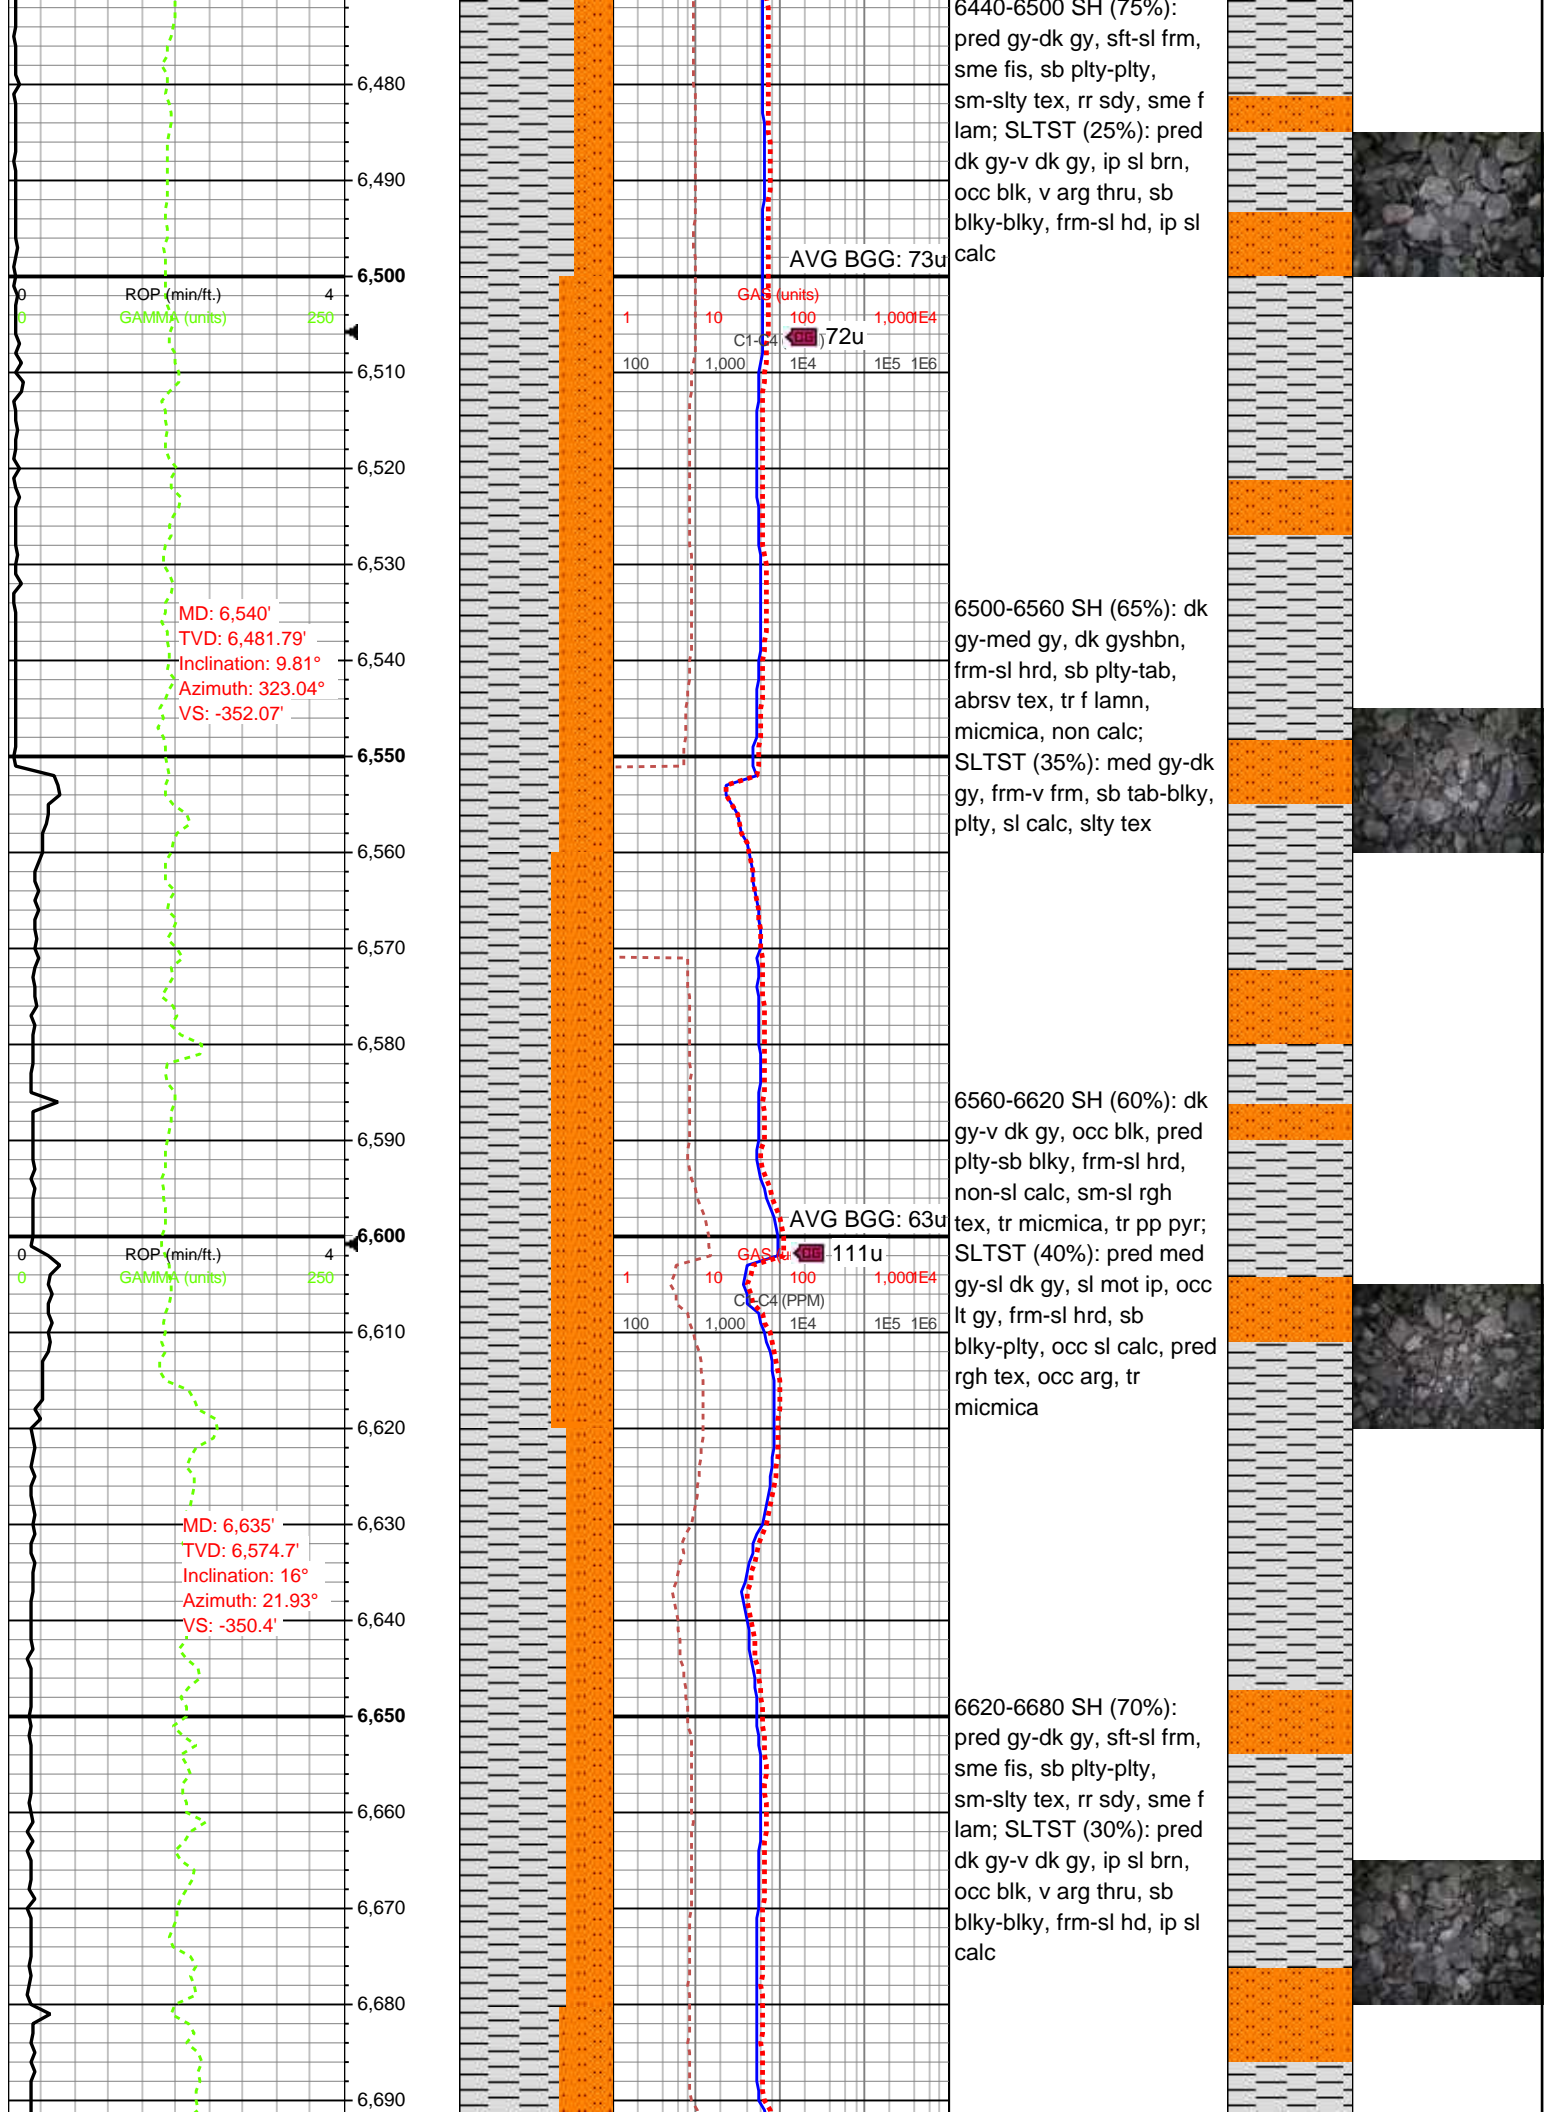 6440-6500 SH (75%):
pred gy-dk gy, sft-sl frm,
sme fis, sb plty-plty,
sm-slty tex, rr sdy, sme f
lam; SLTST (25%): pred
dk gy-v dk gy, ip sl brn,
occ blk, v arg thru, sb
blky-blky, frm-sl hd, ip sl
calc
6,480
6,490
AVG BGG: 73u
6,500
0 ROP (min/ft.) 4
0 GAMMA (units) 250
GAS (units)
1 10 100 1,000 1E4
C1-C4
CG 72u
100 1,000 1E4 1E5 1E6
6,510
6,520
6,530
MD: 6,540'
TVD: 6,481.79'
Inclination: 9.81°
Azimuth: 323.04°
VS: -352.07'
6,540
6,550
6500-6560 SH (65%): dk
gy-med gy, dk gyshbn,
frm-sl hrd, sb plty-tab,
abrsv tex, tr f lamn,
micmica, non calc;
SLTST (35%): med gy-dk
gy, frm-v frm, sb tab-blky,
plty, sl calc, slty tex
6,560
6,570
6,580
6,590
6560-6620 SH (60%): dk
gy-v dk gy, occ blk, pred
plty-sb blky, frm-sl hrd,
non-sl calc, sm-sl rgh
tex, tr micmica, tr pp pyr;
SLTST (40%): pred med
gy-sl dk gy, sl mot ip, occ
lt gy, frm-sl hrd, sb
blky-plty, occ sl calc, pred
rgh tex, occ arg, tr
micmica
AVG BGG: 63u
6,600
0 ROP (min/ft.) 4
0 GAMMA (units) 250
GAS
CG 111u
1 10 100 1,000 1E4
C1-C4 (PPM)
100 1,000 1E4 1E5 1E6
6,610
6,620
6,630
MD: 6,635'
TVD: 6,574.7'
Inclination: 16°
Azimuth: 21.93°
VS: -350.4'
6,640
6,650
6,660
6,670
6620-6680 SH (70%):
pred gy-dk gy, sft-sl frm,
sme fis, sb plty-plty,
sm-slty tex, rr sdy, sme f
lam; SLTST (30%): pred
dk gy-v dk gy, ip sl brn,
occ blk, v arg thru, sb
blky-blky, frm-sl hd, ip sl
calc
6,680
6,690